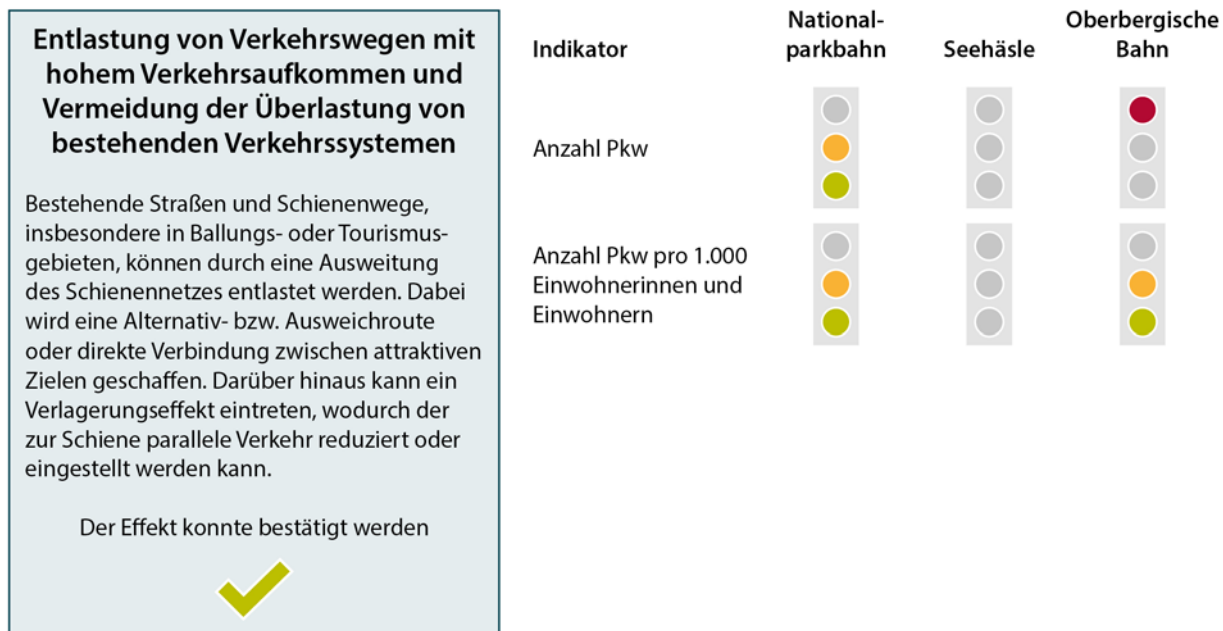 Entlastung von Verkehrswegen mit
hohem Verkehrsaufkommen und
Vermeidung der Überlastung von
bestehenden Verkehrssystemen
Bestehende Straßen und Schienenwege,
insbesondere in Ballungs- oder Tourismus-
gebieten, können durch eine Ausweitung
des Schienennetzes entlastet werden. Dabei
wird eine Alternativ- bzw. Ausweichroute
oder direkte Verbindung zwischen attraktiven
Zielen geschaffen. Darüber hinaus kann ein
Verlagerungseffekt eintreten, wodurch der
zur Schiene parallele Verkehr reduziert oder
eingestellt werden kann.
Der Effekt konnte bestätigt werden
Indikator
National-
parkbahn
Seehäsle
Oberbergische
Bahn
Anzahl Pkw
Anzahl Pkw pro 1.000
Einwohnerinnen und
Einwohnern